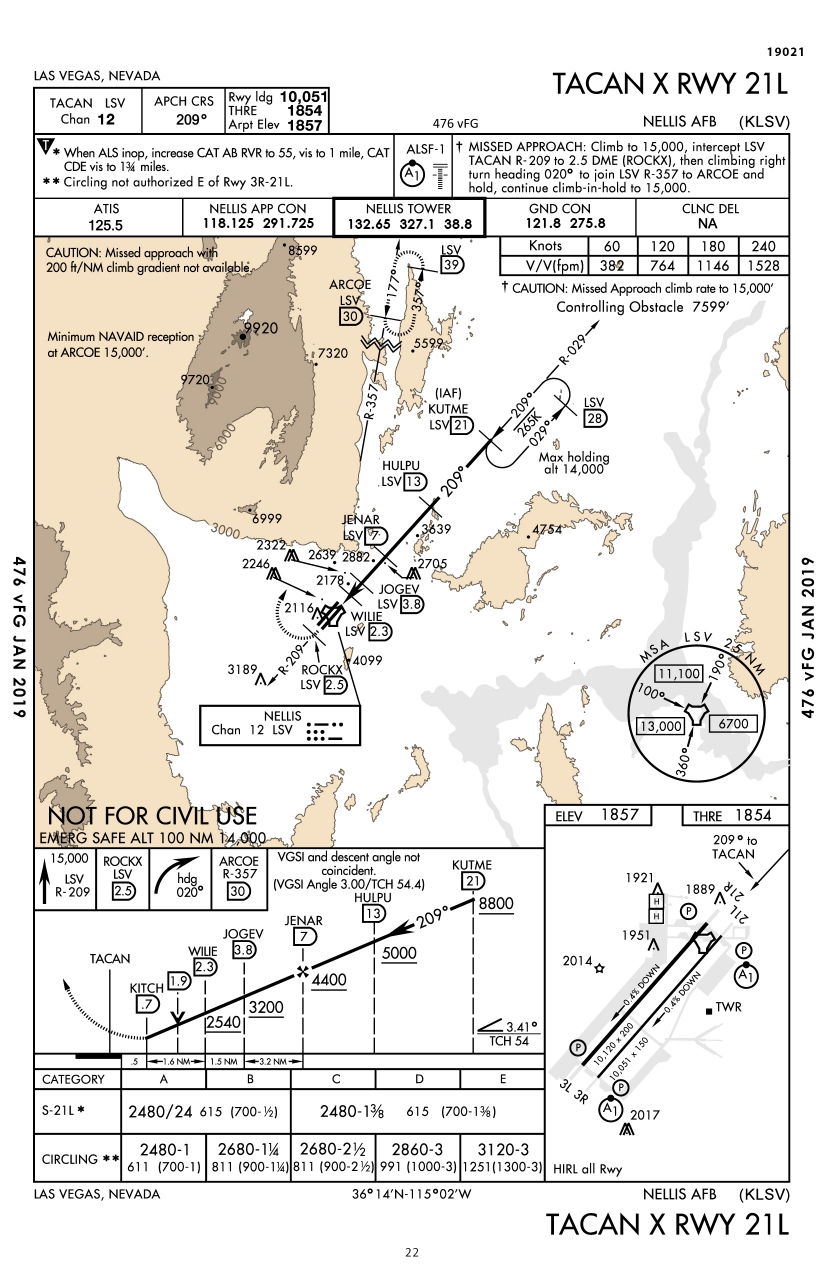 19021
LAS VEGAS, NEVADA
TACAN X RWY 21L
TACAN LSV
Chan 12
APCH CRS
209°
Rwy ldg 10,051
THRE 1854
Arpt Elev 1857
476 vFG
NELLIS AFB (KLSV)
T
* When ALS inop, increase CAT AB RVR to 55, vis to 1 mile, CAT
CDE vis to 1¾ miles.
** Circling not authorized E of Rwy 3R-21L.
ALSF-1
A1
† MISSED APPROACH: Climb to 15,000, intercept LSV
TACAN R-209 to 2.5 DME (ROCKX), then climbing right
turn heading 020° to join LSV R-357 to ARCOE and
hold, continue climb-in-hold to 15,000.
ATIS
125.5
NELLIS APP CON
118.125 291.725
NELLIS TOWER
132.65 327.1 38.8
GND CON
121.8 275.8
CLNC DEL
NA
CAUTION: Missed approach with
200 ft/NM climb gradient not available.
Minimum NAVAID reception
at ARCOE 15,000'.
Knots 60 120 180 240
V/V(fpm) 382 764 1146 1528
† CAUTION: Missed Approach climb rate to 15,000'
Controlling Obstacle 7599'
8599
9920
7320
9720
9000
6000
LSV
39
ARCOE
LSV
30
177°
357°
5599
R-357
R-029
(IAF)
KUTME
LSV 21
209°
265K
029°
LSV
28
Max holding
alt 14,000
HULPU
LSV 13
209°
6999
3000
JENAR
LSV 7
3639
4754
2322
2639
2882
2246
2178
2705
JOGEV
LSV 3.8
2116
WILIE
LSV 2.3
R-209
4099
3189
ROCKX
LSV 2.5
NELLIS
Chan 12 LSV
MSA LSV 25 NM
11,100
190°
100°
13,000
6700
360°
476 vFG JAN 2019
476 vFG JAN 2019
NOT FOR CIVIL USE
EMERG SAFE ALT 100 NM 14,000
15,000
LSV
R-209
ROCKX
LSV
2.5
hdg
020°
ARCOE
R-357
30
VGSI and descent angle not
coincident.
(VGSI Angle 3.00/TCH 54.4)
KUTME
21
8800
HULPU
13
209°
5000
JENAR
7
4400
JOGEV
3.8
3200
WILIE
2.3
2540
1.9
KITCH
.7
TACAN
3.41°
TCH 54
.5
1.6 NM
1.5 NM
3.2 NM
CATEGORY A B C D E
S-21L * 2480/24 615 (700-½) 2480-1⅜ 615 (700-1⅜)
CIRCLING ** 2480-1 2680-1¼ 2680-2½ 2860-3 3120-3
611 (700-1) 811 (900-1¼) 811 (900-2½) 991 (1000-3) 1251(1300-3)
ELEV 1857
THRE 1854
209° to
TACAN
1921
1889
21R
21L
H
H
P
1951
P
A1
2014
0.4% DOWN
0.4% DOWN
TWR
10,120 X 200
10,051 X 150
P
3L 3R
P
A1
2017
HIRL all Rwy
LAS VEGAS, NEVADA
36°14'N-115°02'W
NELLIS AFB (KLSV)
TACAN X RWY 21L
22